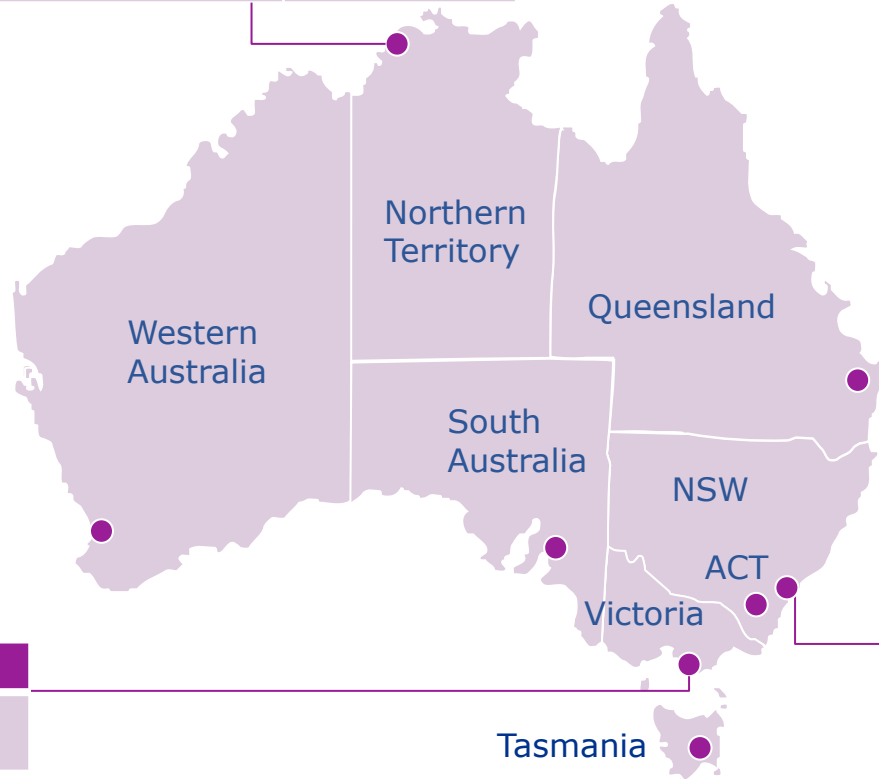 Northern
Territory
Queensland
Western
Australia
South
Australia
NSW
ACT
Victoria
Tasmania